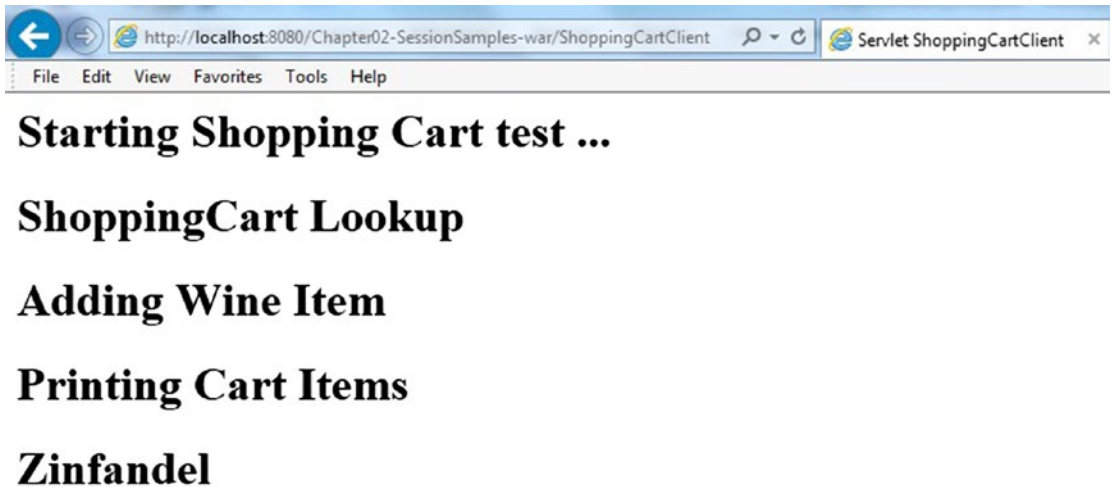 http://localhost:8080/Chapter02-SessionSamples-war/ShoppingCartClient
Servlet ShoppingCartClient
File Edit View Favorites Tools Help
Starting Shopping Cart test ...
ShoppingCart Lookup
Adding Wine Item
Printing Cart Items
Zinfandel